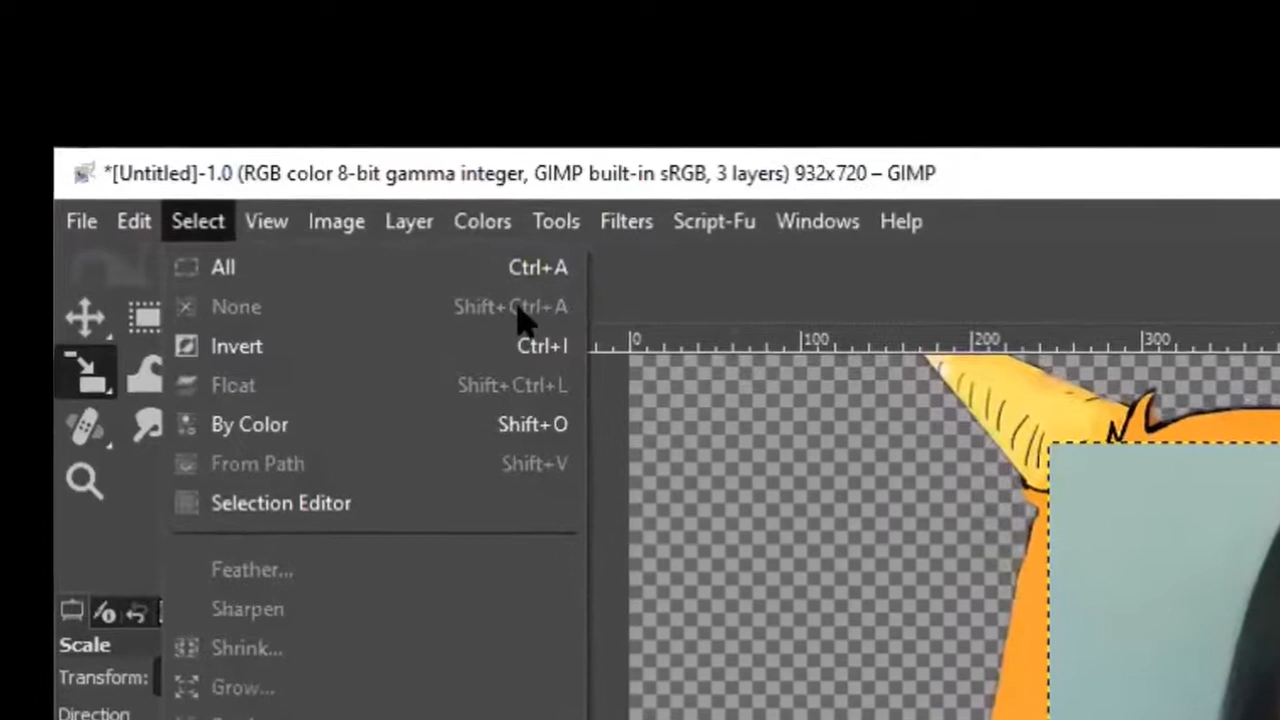 *[Untitled]-1.0 (RGB color 8-bit gamma integer, GIMP built-in sRGB, 3 layers) 932x720 – GIMP
File Edit Select View Image Layer Colors Tools Filters Script-Fu Windows Help
All Ctrl+A
None Shift+Ctrl+A
Invert Ctrl+I
Float Shift+Ctrl+L
By Color Shift+O
From Path Shift+V
Selection Editor
Feather...
Sharpen
Shrink...
Grow...
0 100 200 300
Scale
Transform:
Direction